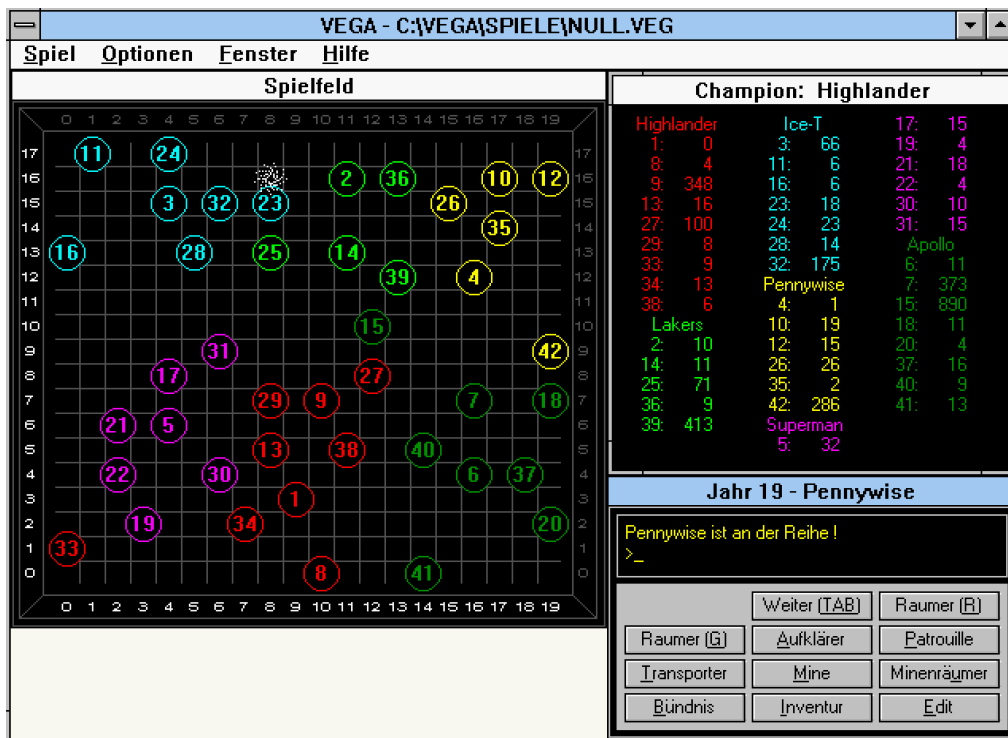 VEGA - C:\VEGA\SPIELE\NULL.VEG
Spiel Optionen Fenster Hilfe
Spielfeld
0 1 2 3 4 5 6 7 8 9 10 11 12 13 14 15 16 17 18 19
17 11 24 17
16 2 36 10 12 16
15 3 32 23 26 15
14 35 14
13 16 28 25 14 13
12 39 4 12
11 11
10 15 10
9 31 42 9
8 17 27 8
7 29 9 7 18 7
6 21 5 6
5 13 38 40 5
4 22 30 6 37 4
3 1 3
2 19 34 20 2
1 33 1
0 8 41 0
0 1 2 3 4 5 6 7 8 9 10 11 12 13 14 15 16 17 18 19
Champion: Highlander
Highlander
1: 0
8: 4
9: 348
13: 16
27: 100
29: 8
33: 9
34: 13
38: 6
Lakers
2: 10
14: 11
25: 71
36: 9
39: 413
Ice-T
3: 66
11: 6
16: 6
23: 18
24: 23
28: 14
32: 175
Pennywise
4: 1
10: 19
12: 15
26: 26
35: 2
42: 286
Superman
5: 32
17: 15
19: 4
21: 18
22: 4
30: 10
31: 15
Apollo
6: 11
7: 373
15: 890
18: 11
20: 4
37: 16
40: 9
41: 13
Jahr 19 - Pennywise
Pennywise ist an der Reihe !
>_
Weiter (TAB) Raumer (R)
Raumer (G) Aufklärer Patrouille
Transporter Mine Minenräumer
Bündnis Inventur Edit